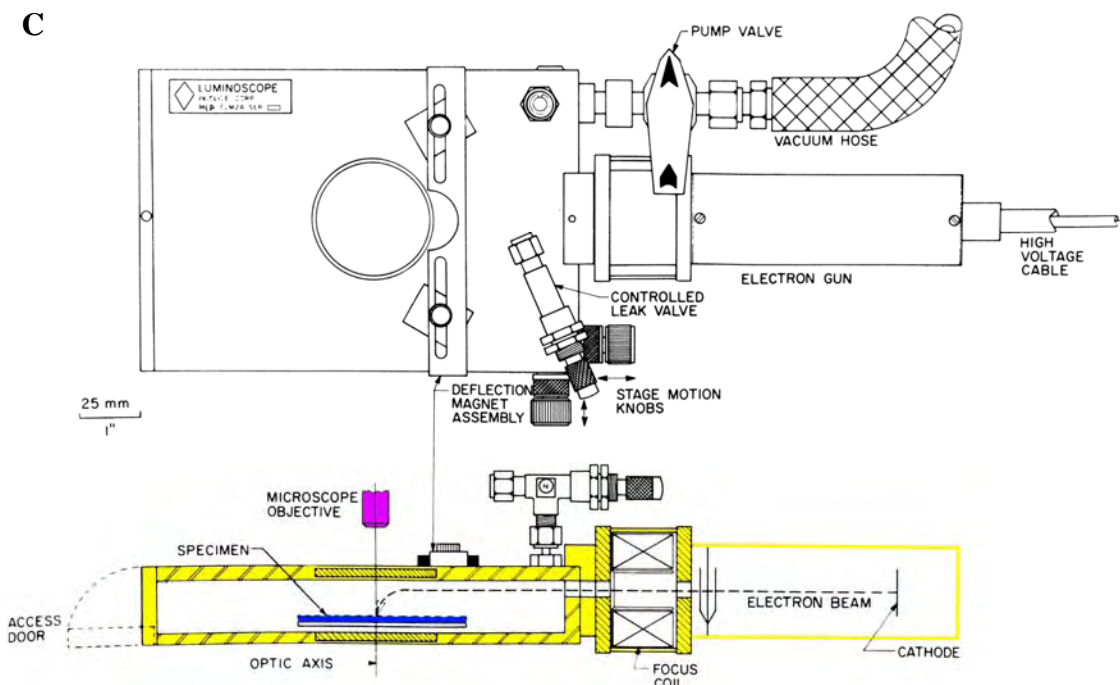 C
PUMP VALVE
LUMINOSCOPE
VACUUM HOSE
HIGH
VOLTAGE
CABLE
ELECTRON GUN
CONTROLLED
LEAK VALVE
DEFLECTION
MAGNET
ASSEMBLY
STAGE MOTION
KNOBS
25 mm
1"
MICROSCOPE
OBJECTIVE
SPECIMEN
N
ACCESS
DOOR
ELECTRON BEAM
OPTIC AXIS
FOCUS
COIL
CATHODE